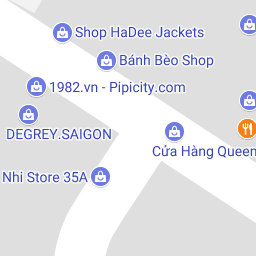 Shop HaDee Jackets
Bánh Bèo Shop
1982.vn - Pipicity.com
DEGREY.SAIGON
Cửa Hàng Queen
Nhi Store 35A